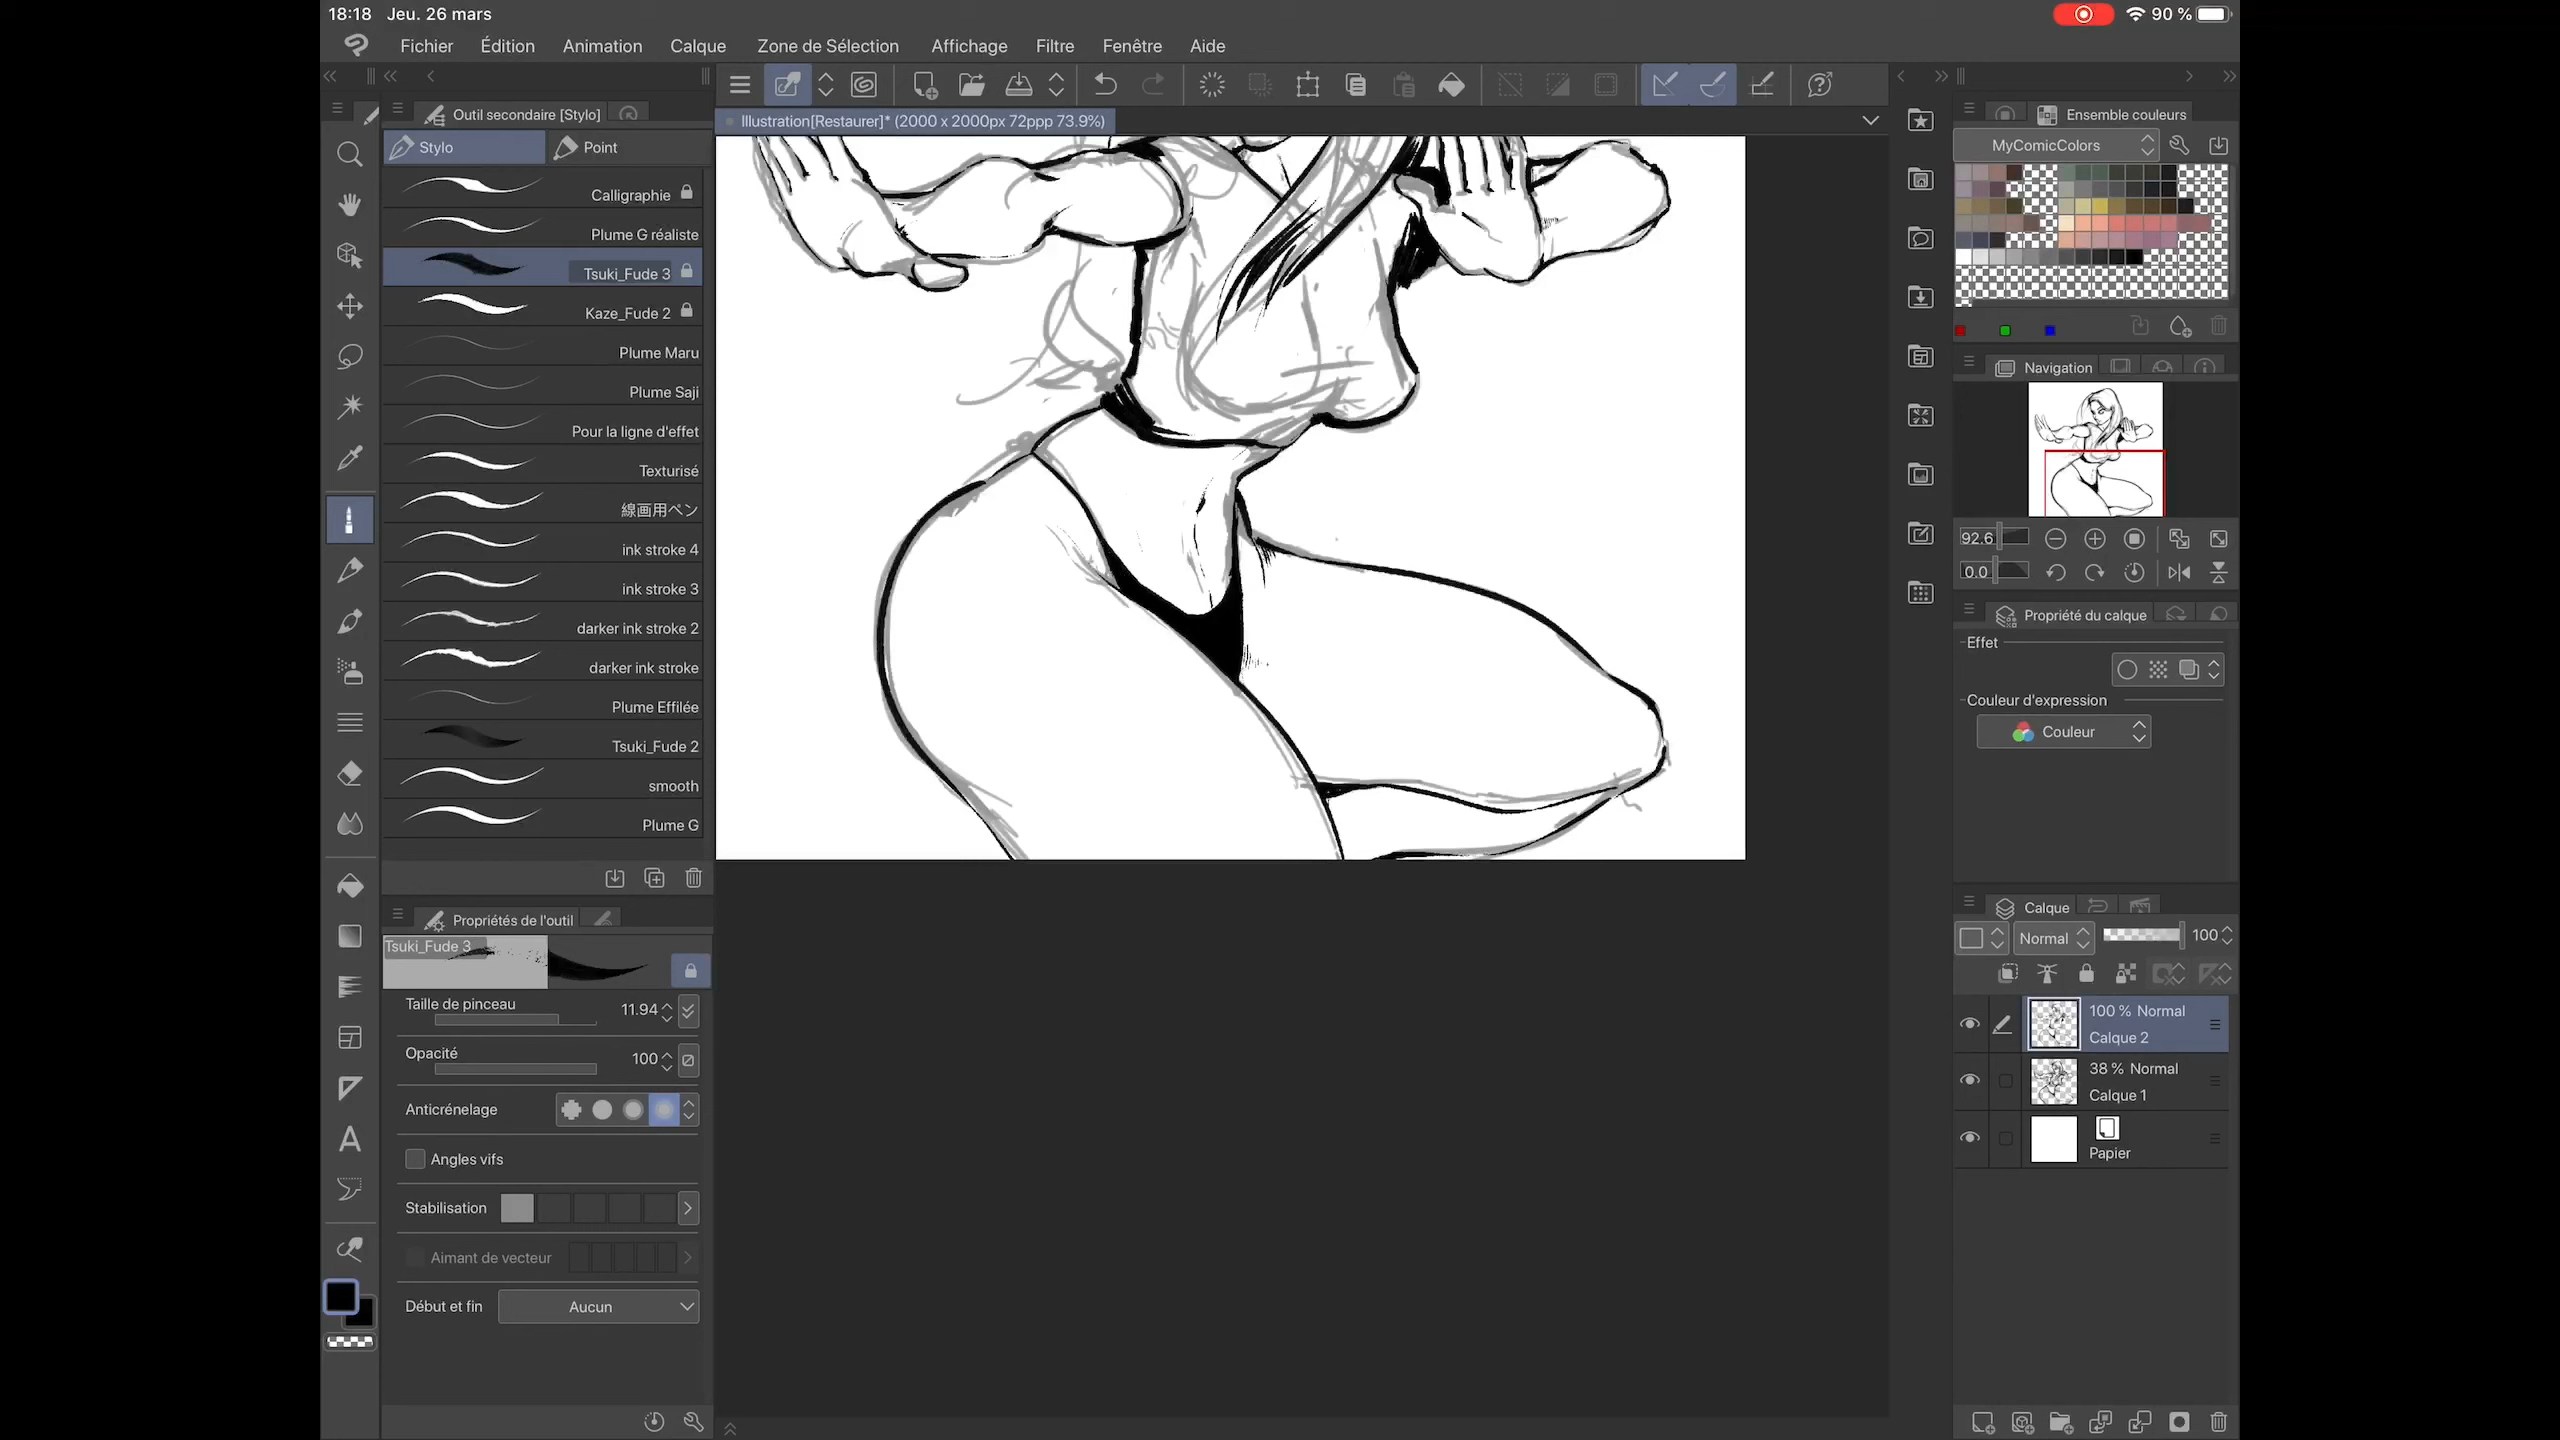 18:18 Jeu. 26 mars
90 %
Fichier Édition Animation Calque Zone de Sélection Affichage Filtre Fenêtre Aide
Outil secondaire [Stylo]
Stylo Point
Illustration[Restaurer]* (2000 x 2000px 72ppp 73.9%)
Calligraphie
Plume G réaliste
Tsuki_Fude 3
Kaze_Fude 2
Plume Maru
Plume Saji
Pour la ligne d'effet
Texturisé
線画用ペン
ink stroke 4
ink stroke 3
darker ink stroke 2
darker ink stroke
Plume Effilée
Tsuki_Fude 2
smooth
Plume G
Propriétés de l'outil
Tsuki_Fude 3
Taille de pinceau 11.94
Opacité 100
Anticrénelage
Angles vifs
Stabilisation
Aimant de vecteur
Début et fin Aucun
Ensemble couleurs
MyComicColors
Navigation
92.6
0.0
Propriété du calque
Effet
Couleur d'expression
Couleur
Calque
Normal 100
100 % Normal
Calque 2
38 % Normal
Calque 1
Papier